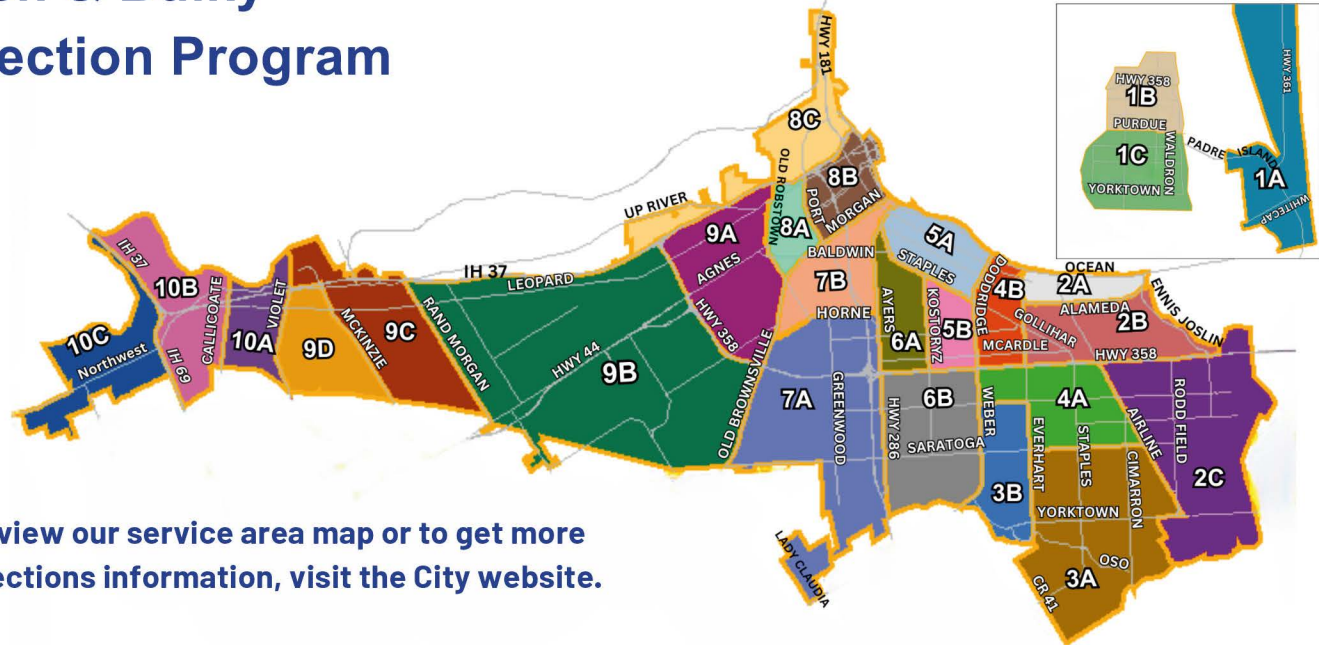 ection Program
HWY 181
8C
OLD ROBSTOWN
8B
PORT
MORGAN
8A
UP RIVER
9A
AGNES
HWY 358
BALDWIN
7B
HORNE
5A
STAPLES
DODDRIDGE
4B
OCEAN
2A
ALAMEDA
2B
ENNIS JOSLIN
GOLLIHAR
MCARDLE
HWY 358
AYERS
6A
KOSTORYZ
5B
IH 37
LEOPARD
IH 37
10B
CALLICOATE
IH 69
10C
Northwest
10A
VIOLET
9D
MCKINZIE
9C
RAND MORGAN
HWY 44
9B
OLD BROWNSVILLE
7A
GREENWOOD
HWY 286
6B
SARATOGA
WEBER
4A
EVERHART
STAPLES
CIMARRON
AIRLINE
RODD FIELD
2C
3B
YORKTOWN
OSO
3A
CR 41
LADY CLAUDIA
HWY 358
1B
PURDUE
1C
WALDRON
YORKTOWN
PADRE ISLAND
HWY 361
1A
WHITECAP
view our service area map or to get more
ections information, visit the City website.